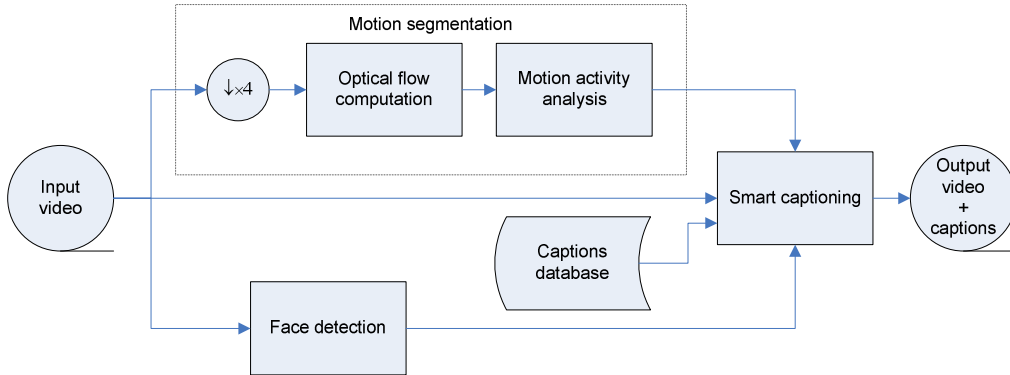 Motion segmentation
↓×4
Optical flow
computation
Motion activity
analysis
Input
video
Smart captioning
Output
video
+
captions
Captions
database
Face detection